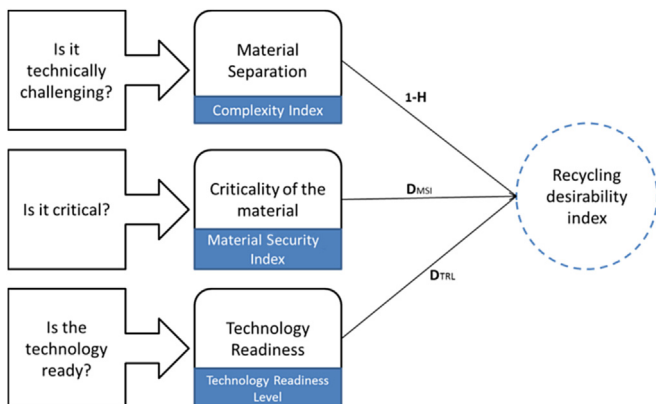 Is it
technically
challenging?
Material
Separation
Complexity Index
1-H
Is it critical?
Criticality of the
material
Material Security
Index
DMSI
Recycling
desirability
index
Is the
technology
ready?
Technology
Readiness
Technology Readiness
Level
DTRL